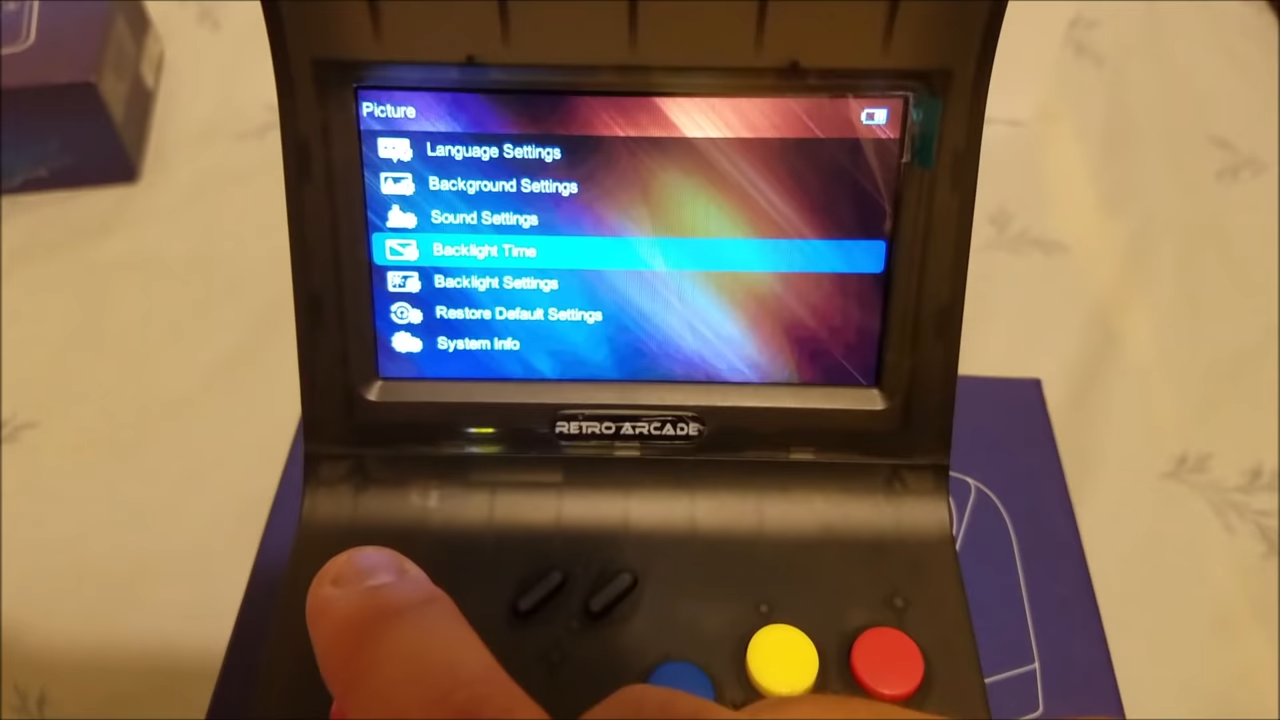 Picture
Language Settings
Background Settings
Sound Settings
Backlight Time
Backlight Settings
Restore Default Settings
System Info
RETRO ARCADE